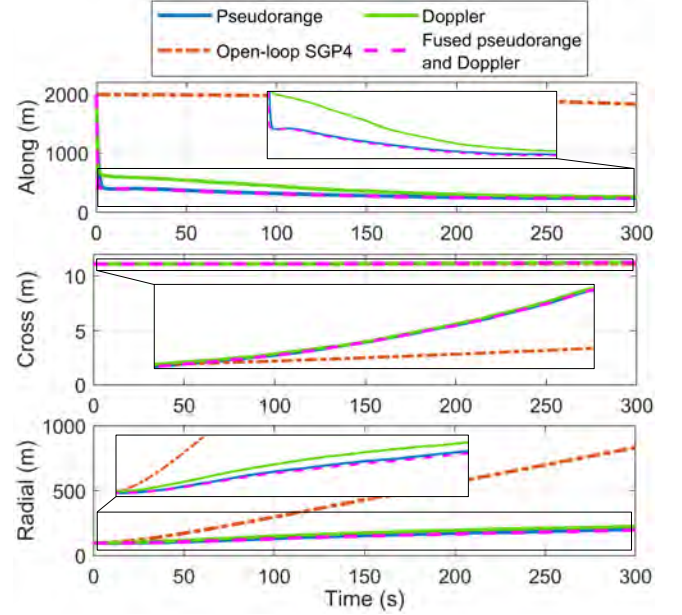 Pseudorange
Doppler
Open-loop SGP4
Fused pseudorange
and Doppler
2000
1000
0
Along (m)
0 50 100 150 200 250 300
10
5
0
Cross (m)
0 50 100 150 200 250 300
1000
500
0
Radial (m)
0 50 100 150 200 250 300
Time (s)